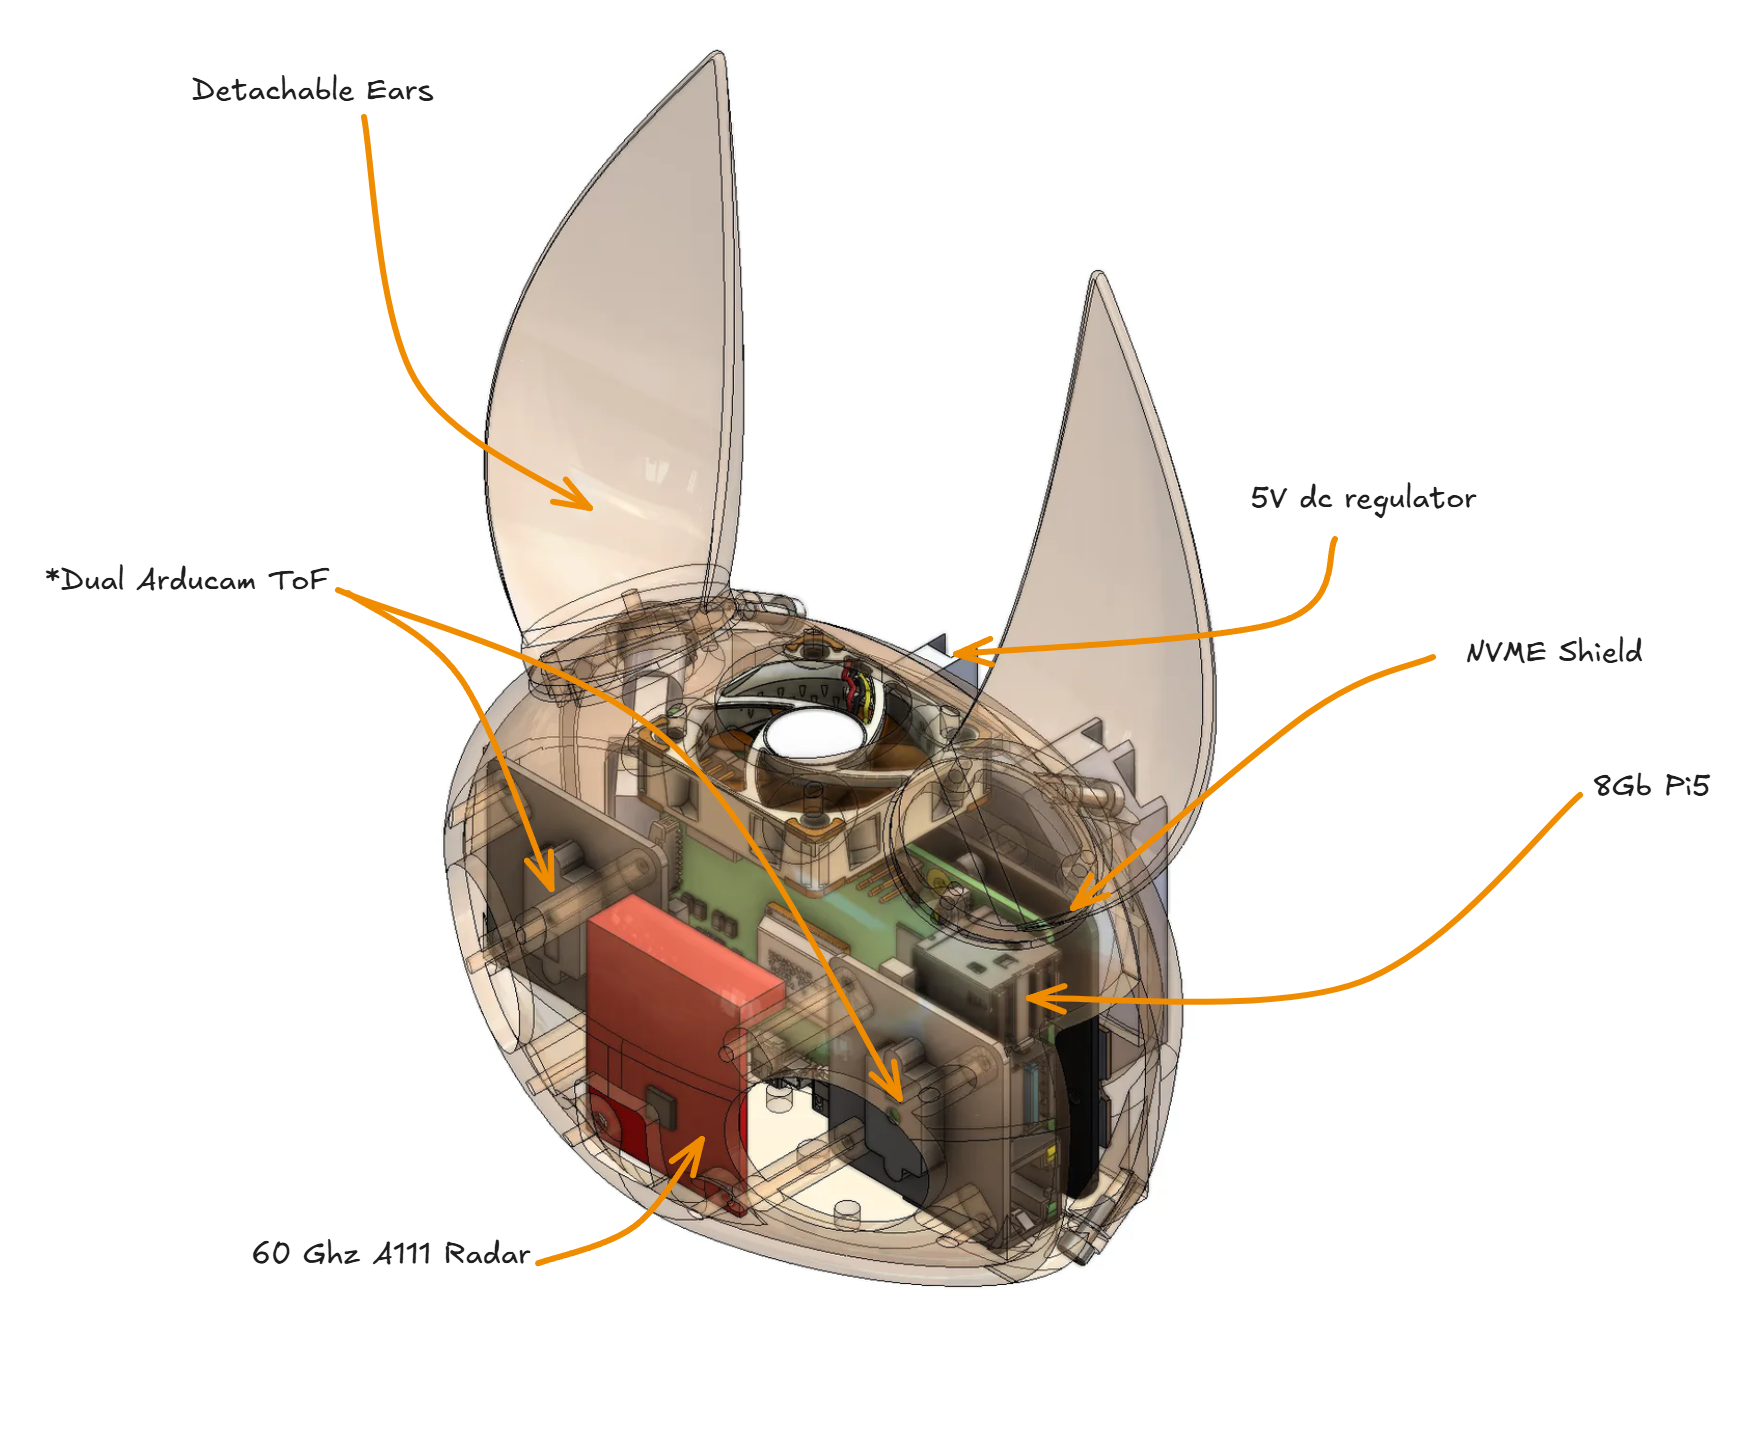 Detachable Ears
5V dc regulator
*Dual Arducam ToF
NVME Shield
8Gb Pi5
60 Ghz A111 Radar